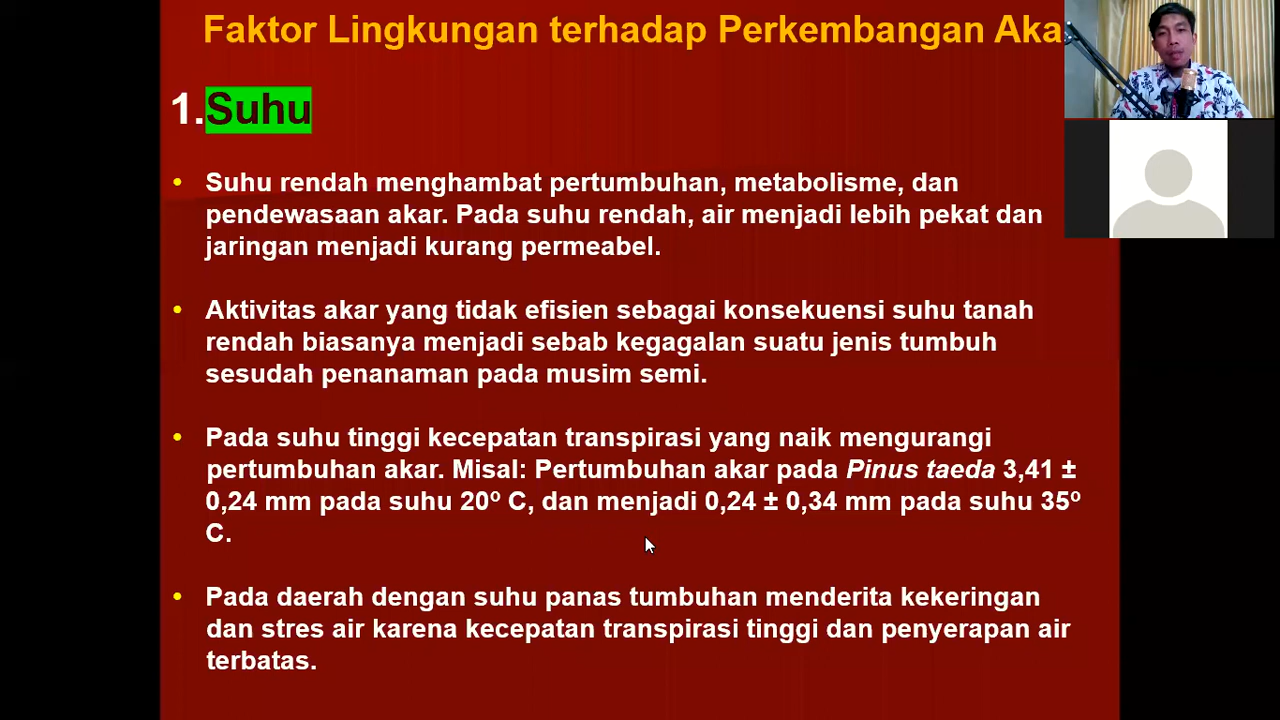 Faktor Lingkungan terhadap Perkembangan Aka
1.Suhu
• Suhu rendah menghambat pertumbuhan, metabolisme, dan
pendewasaan akar. Pada suhu rendah, air menjadi lebih pekat dan
jaringan menjadi kurang permeabel.
• Aktivitas akar yang tidak efisien sebagai konsekuensi suhu tanah
rendah biasanya menjadi sebab kegagalan suatu jenis tumbuh
sesudah penanaman pada musim semi.
• Pada suhu tinggi kecepatan transpirasi yang naik mengurangi
pertumbuhan akar. Misal: Pertumbuhan akar pada Pinus taeda 3,41 ±
0,24 mm pada suhu 20º C, dan menjadi 0,24 ± 0,34 mm pada suhu 35º
C.
• Pada daerah dengan suhu panas tumbuhan menderita kekeringan
dan stres air karena kecepatan transpirasi tinggi dan penyerapan air
terbatas.